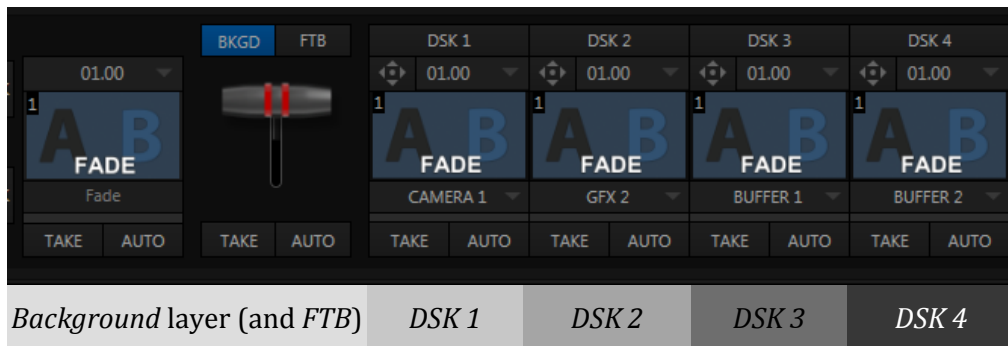 BKGD FTB DSK 1 DSK 2 DSK 3 DSK 4
01.00 01.00 01.00 01.00 01.00
1 A B FADE 1 A B FADE 1 A B FADE 1 A B FADE 1 A B FADE
Fade CAMERA 1 GFX 2 BUFFER 1 BUFFER 2
TAKE AUTO TAKE AUTO TAKE AUTO TAKE AUTO TAKE AUTO TAKE AUTO
Background layer (and FTB) DSK 1 DSK 2 DSK 3 DSK 4